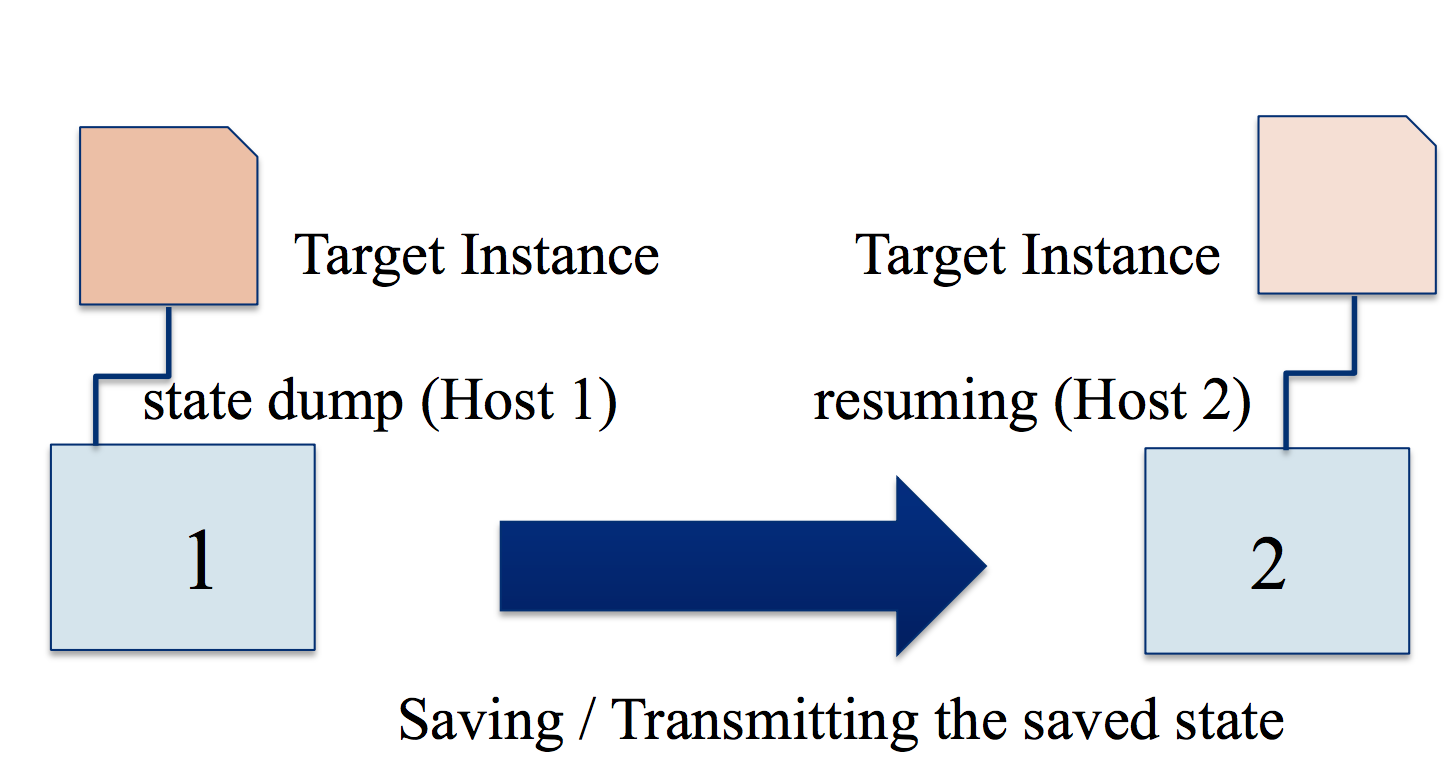 Target Instance
Target Instance
state dump (Host 1)
resuming (Host 2)
1
2
Saving / Transmitting the saved state